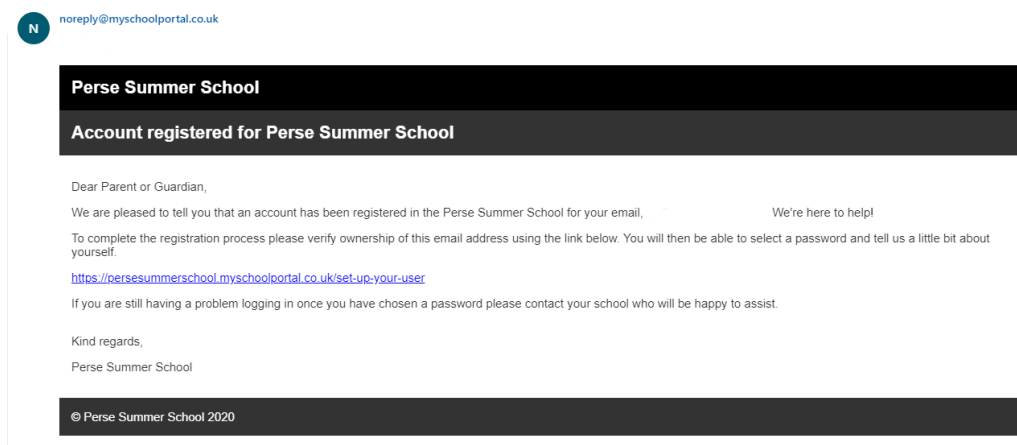 N
noreply@myschoolportal.co.uk
Perse Summer School
Account registered for Perse Summer School
Dear Parent or Guardian,
We are pleased to tell you that an account has been registered in the Perse Summer School for your email, We're here to help!
To complete the registration process please verify ownership of this email address using the link below. You will then be able to select a password and tell us a little bit about
yourself.
https://persesummerschool.myschoolportal.co.uk/set-up-your-user
If you are still having a problem logging in once you have chosen a password please contact your school who will be happy to assist.
Kind regards,
Perse Summer School
© Perse Summer School 2020